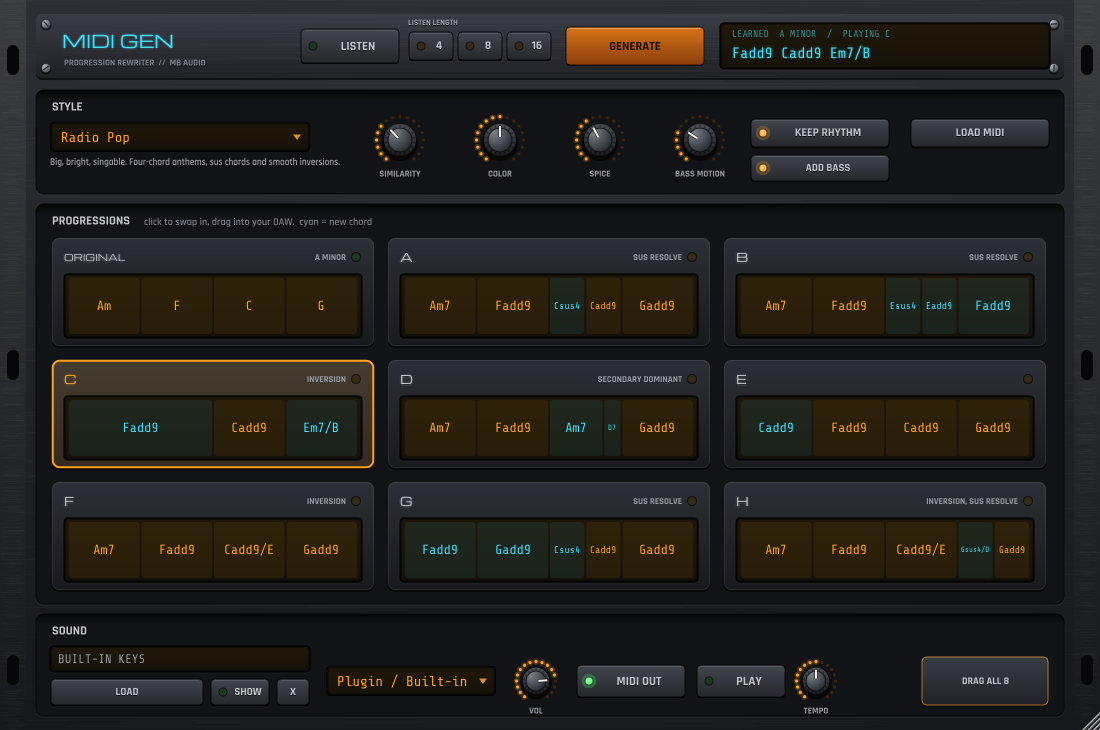 LISTEN LENGTH
MIDI GEN
PROGRESSION REWRITER // MB AUDIO
LISTEN
4
8
16
GENERATE
LEARNED A MINOR / PLAYING C
Fadd9 Cadd9 Em7/B
STYLE
Radio Pop
Big, bright, singable. Four-chord anthems, sus chords and smooth inversions.
SIMILARITY
COLOR
SPICE
BASS MOTION
KEEP RHYTHM
ADD BASS
LOAD MIDI
PROGRESSIONS click to swap in, drag into your DAW. cyan = new chord
ORIGINAL A MINOR
Am F C G
A SUS RESOLVE
Am7 Fadd9 Csus4 Cadd9 Gadd9
B SUS RESOLVE
Am7 Fadd9 Esus4 Eadd9 Fadd9
C INVERSION
Fadd9 Cadd9 Em7/B
D SECONDARY DOMINANT
Am7 Fadd9 Am7 D7 Gadd9
E
Cadd9 Fadd9 Cadd9 Gadd9
F INVERSION
Am7 Fadd9 Cadd9/E Gadd9
G SUS RESOLVE
Fadd9 Gadd9 Csus4 Cadd9 Gadd9
H INVERSION, SUS RESOLVE
Am7 Fadd9 Cadd9/E Gsus4/D Gadd9
SOUND
BUILT-IN KEYS
LOAD
SHOW
X
Plugin / Built-in
VOL
MIDI OUT
PLAY
TEMPO
DRAG ALL 8